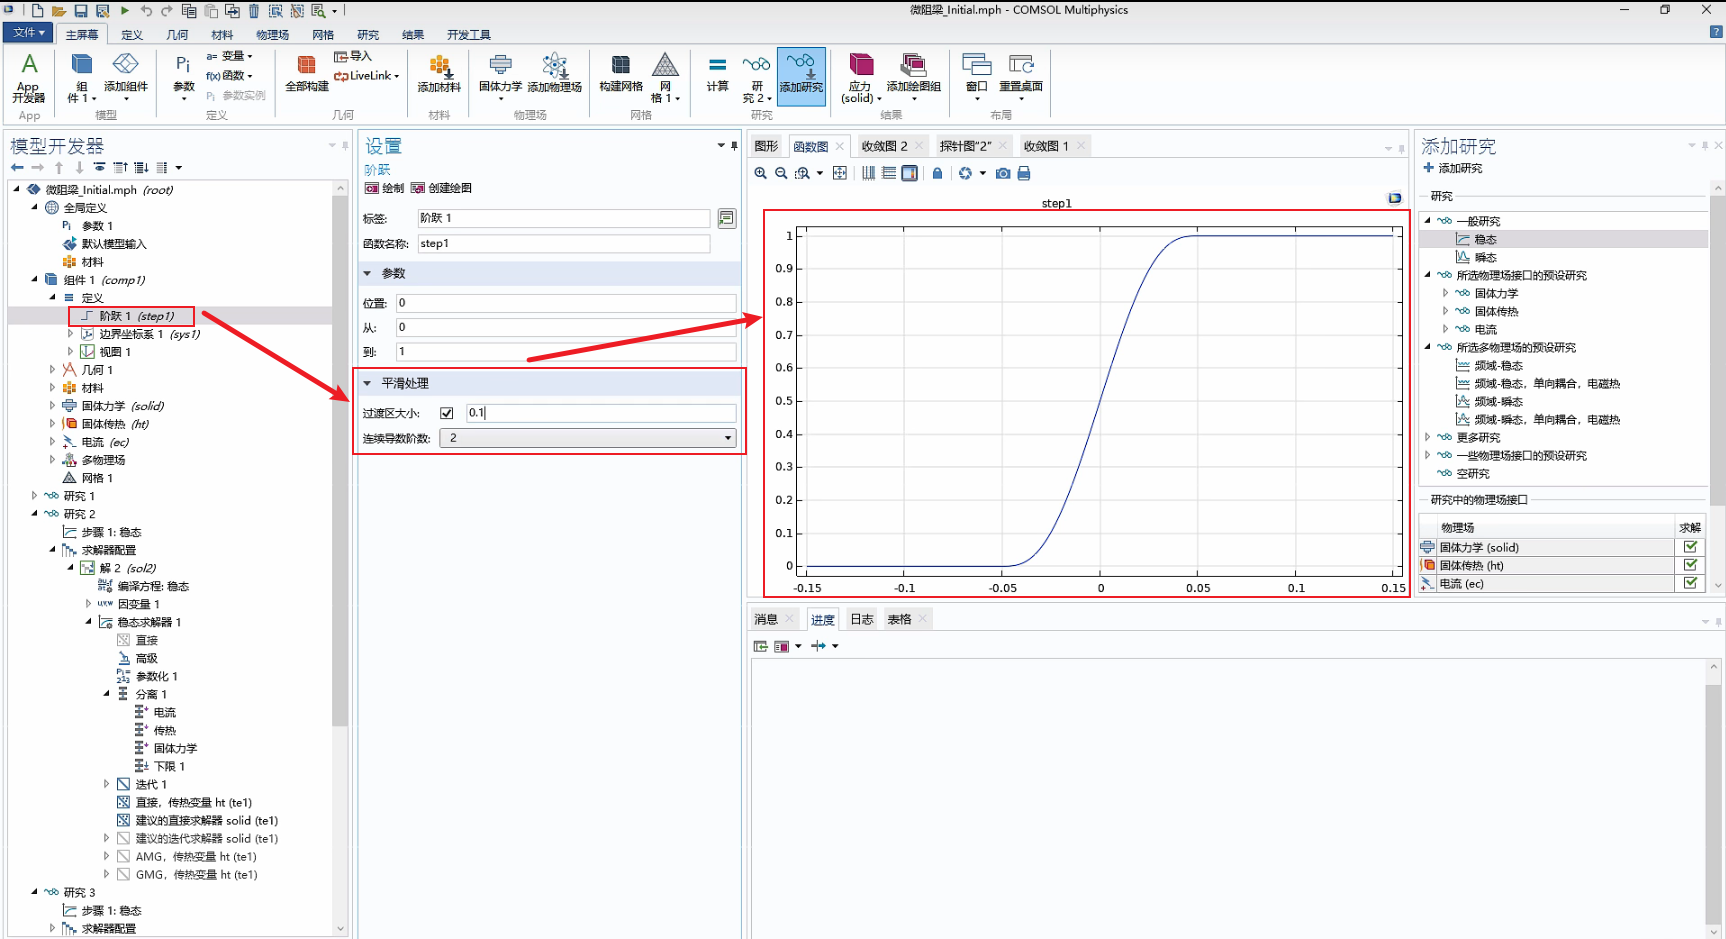 微阻梁_Initial.mph - COMSOL Multiphysics
文件 主屏幕 定义 几何 材料 物理场 网格 研究 结果 开发工具
App 开发器
App
组件 1
添加组件
模型
Pi 参数
a= 变量
f(x) 函数
Pi 参数实例
定义
全部构建
导入
LiveLink
几何
添加材料
材料
固体力学
添加物理场
物理场
构建网格
网格 1
网格
计算
研究 2
添加研究
研究
应力 (solid)
添加绘图组
结果
窗口
重置桌面
布局
模型开发器
微阻梁_Initial.mph (root)
全局定义
Pi 参数 1
默认模型输入
材料
组件 1 (comp1)
定义
阶跃 1 (step1)
边界坐标系 1 (sys1)
视图 1
几何 1
材料
固体力学 (solid)
固体传热 (ht)
电流 (ec)
多物理场
网格 1
研究 1
研究 2
步骤 1: 稳态
求解器配置
解 2 (sol2)
编译方程: 稳态
因变量 1
稳态求解器 1
直接
高级
参数化 1
分离 1
电流
传热
固体力学
下限 1
迭代 1
直接，传热变量 ht (te1)
建议的直接求解器 solid (te1)
建议的迭代求解器 solid (te1)
AMG，传热变量 ht (te1)
GMG，传热变量 ht (te1)
研究 3
步骤 1: 稳态
求解器配置
设置
阶跃
绘制 创建绘图
标签: 阶跃 1
函数名称: step1
参数
位置: 0
从: 0
到: 1
平滑处理
过渡区大小: 0.1
连续导数阶数: 2
图形 函数图 收敛图 2 探针图"2" 收敛图 1
step1
1
0.9
0.8
0.7
0.6
0.5
0.4
0.3
0.2
0.1
0
-0.15 -0.1 -0.05 0 0.05 0.1 0.15
消息 进度 日志 表格
添加研究
添加研究
研究
一般研究
稳态
瞬态
所选物理场接口的预设研究
固体力学
固体传热
电流
所选多物理场的预设研究
频域-稳态
频域-稳态，单向耦合，电磁热
频域-瞬态
频域-瞬态，单向耦合，电磁热
更多研究
一些物理场接口的预设研究
空研究
研究中的物理场接口
物理场 求解
固体力学 (solid)
固体传热 (ht)
电流 (ec)